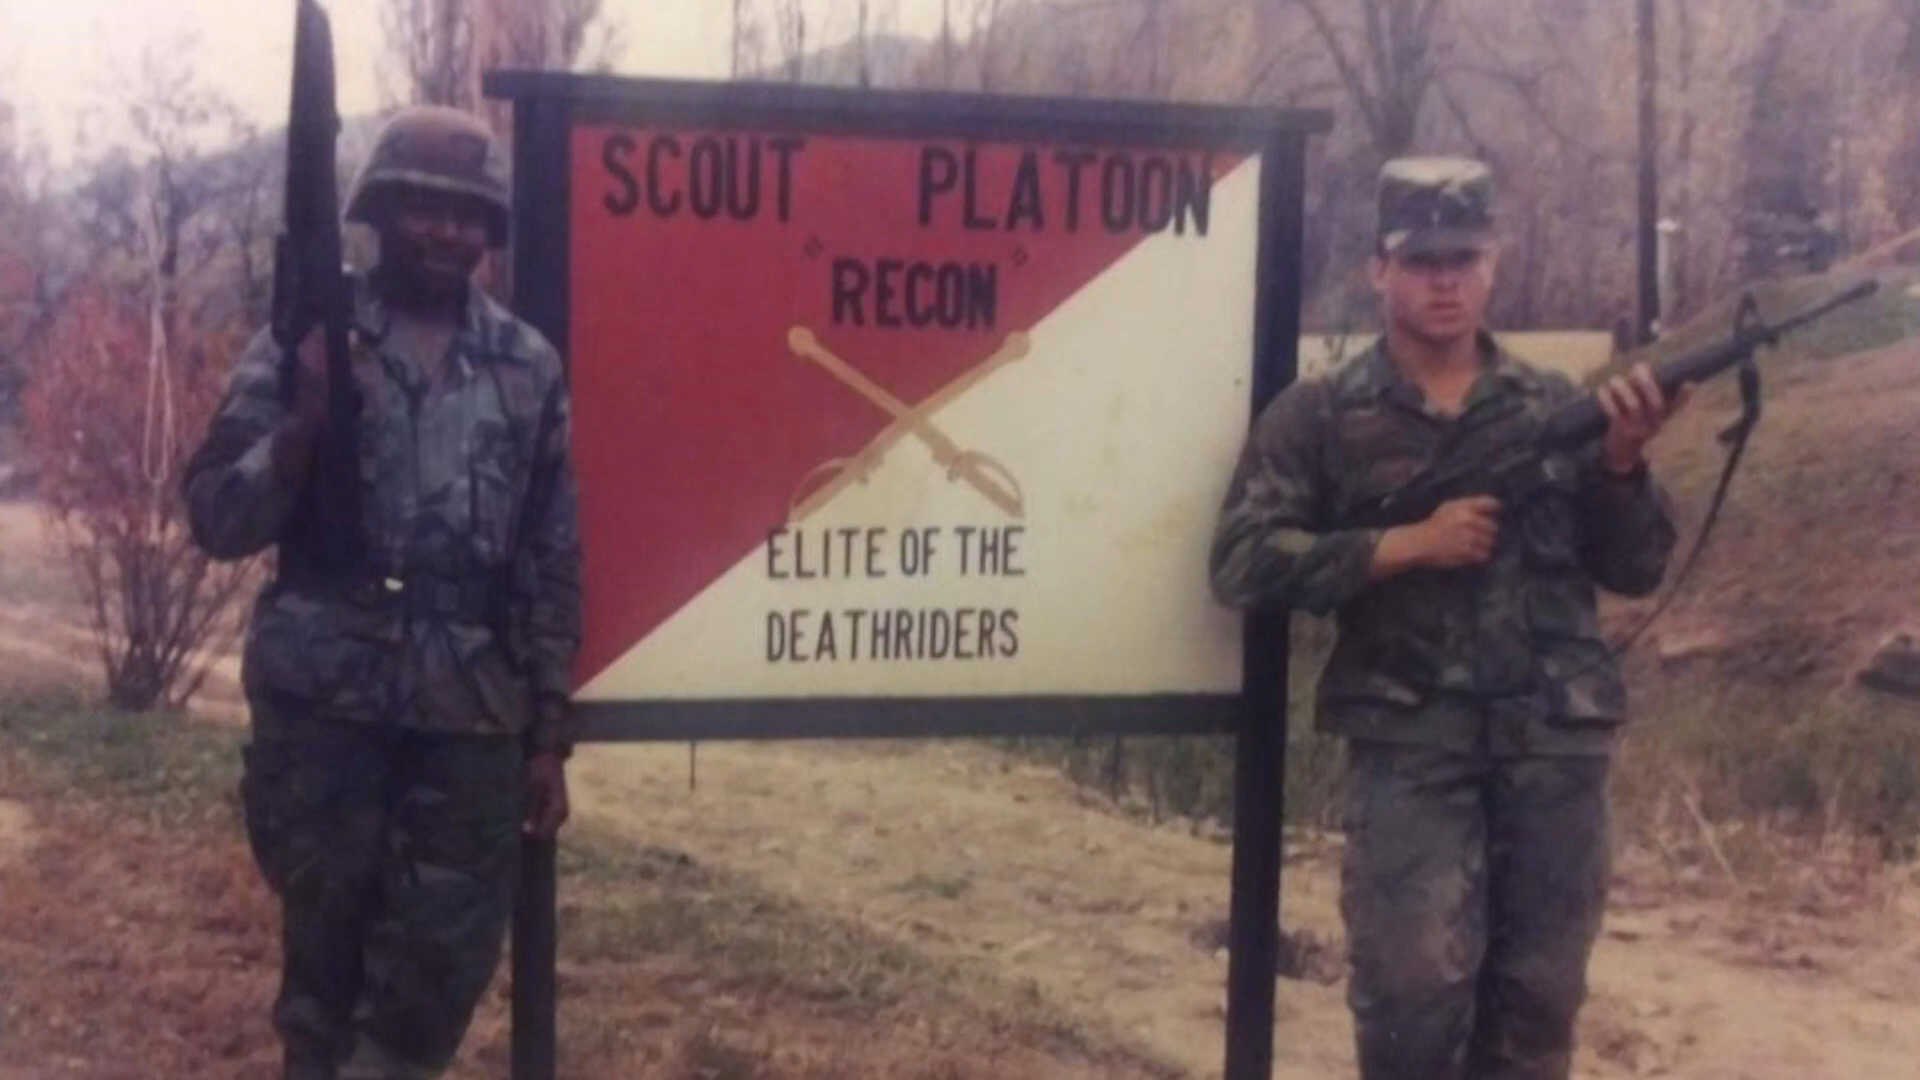 SCOUT PLATOON
"RECON"
ELITE OF THE
DEATHRIDERS